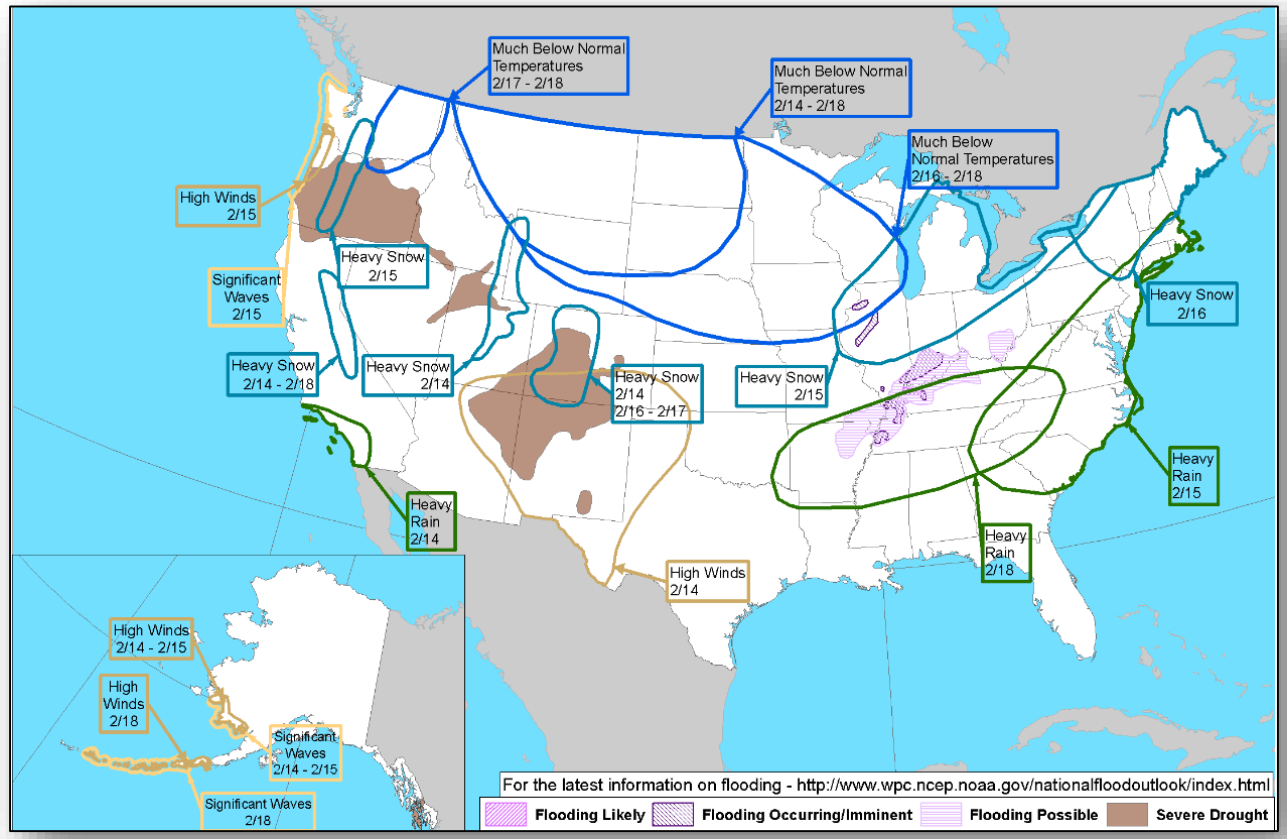 Much Below Normal
Temperatures
2/17 - 2/18
Much Below Normal
Temperatures
2/14 - 2/18
Much Below
Normal Temperatures
2/16 - 2/18
High Winds
2/15
Heavy Snow
2/15
Significant
Waves
2/15
Heavy Snow
2/16
Heavy Snow
2/14 - 2/18
Heavy Snow
2/14
Heavy Snow
2/14
2/16 - 2/17
Heavy Snow
2/15
Heavy
Rain
2/15
Heavy
Rain
2/14
Heavy
Rain
2/18
High Winds
2/14
High Winds
2/14 - 2/15
High
Winds
2/18
Significant
Waves
2/14 - 2/15
Significant Waves
2/18
For the latest information on flooding - http://www.wpc.ncep.noaa.gov/nationalfloodoutlook/index.html
Flooding Likely
Flooding Occurring/Imminent
Flooding Possible
Severe Drought